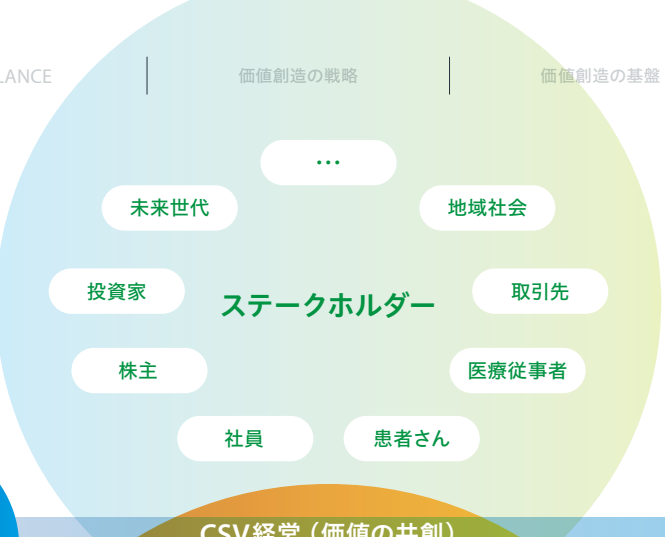 LANCE
価値創造の戦略
価値創造の基盤
…
未来世代
地域社会
投資家
ステークホルダー
取引先
株主
医療従事者
社員
患者さん
CSV経営（価値の共創）